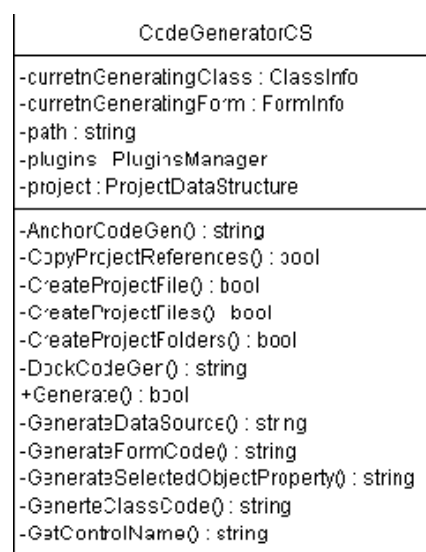 CodeGeneratorCS
-curretnGeneratingClass : ClassInfo
-curretnGeneratingForm : FormInfo
-path : string
-plugins : PluginsManager
-project : ProjectDataStructure
-AnchorCodeGen() : string
-CopyProjectReferences() : bool
-CreateProjectFile() : bool
-CreateProjectFiles() : bool
-CreateProjectFolders() : bool
-DockCodeGen() : string
+Generate() : bool
-GenerateDataSource() : string
-GenerateFormCode() : string
-GenerateSelectedObjectProperty() : string
-GenerteClassCode() : string
-GetControlName() : string